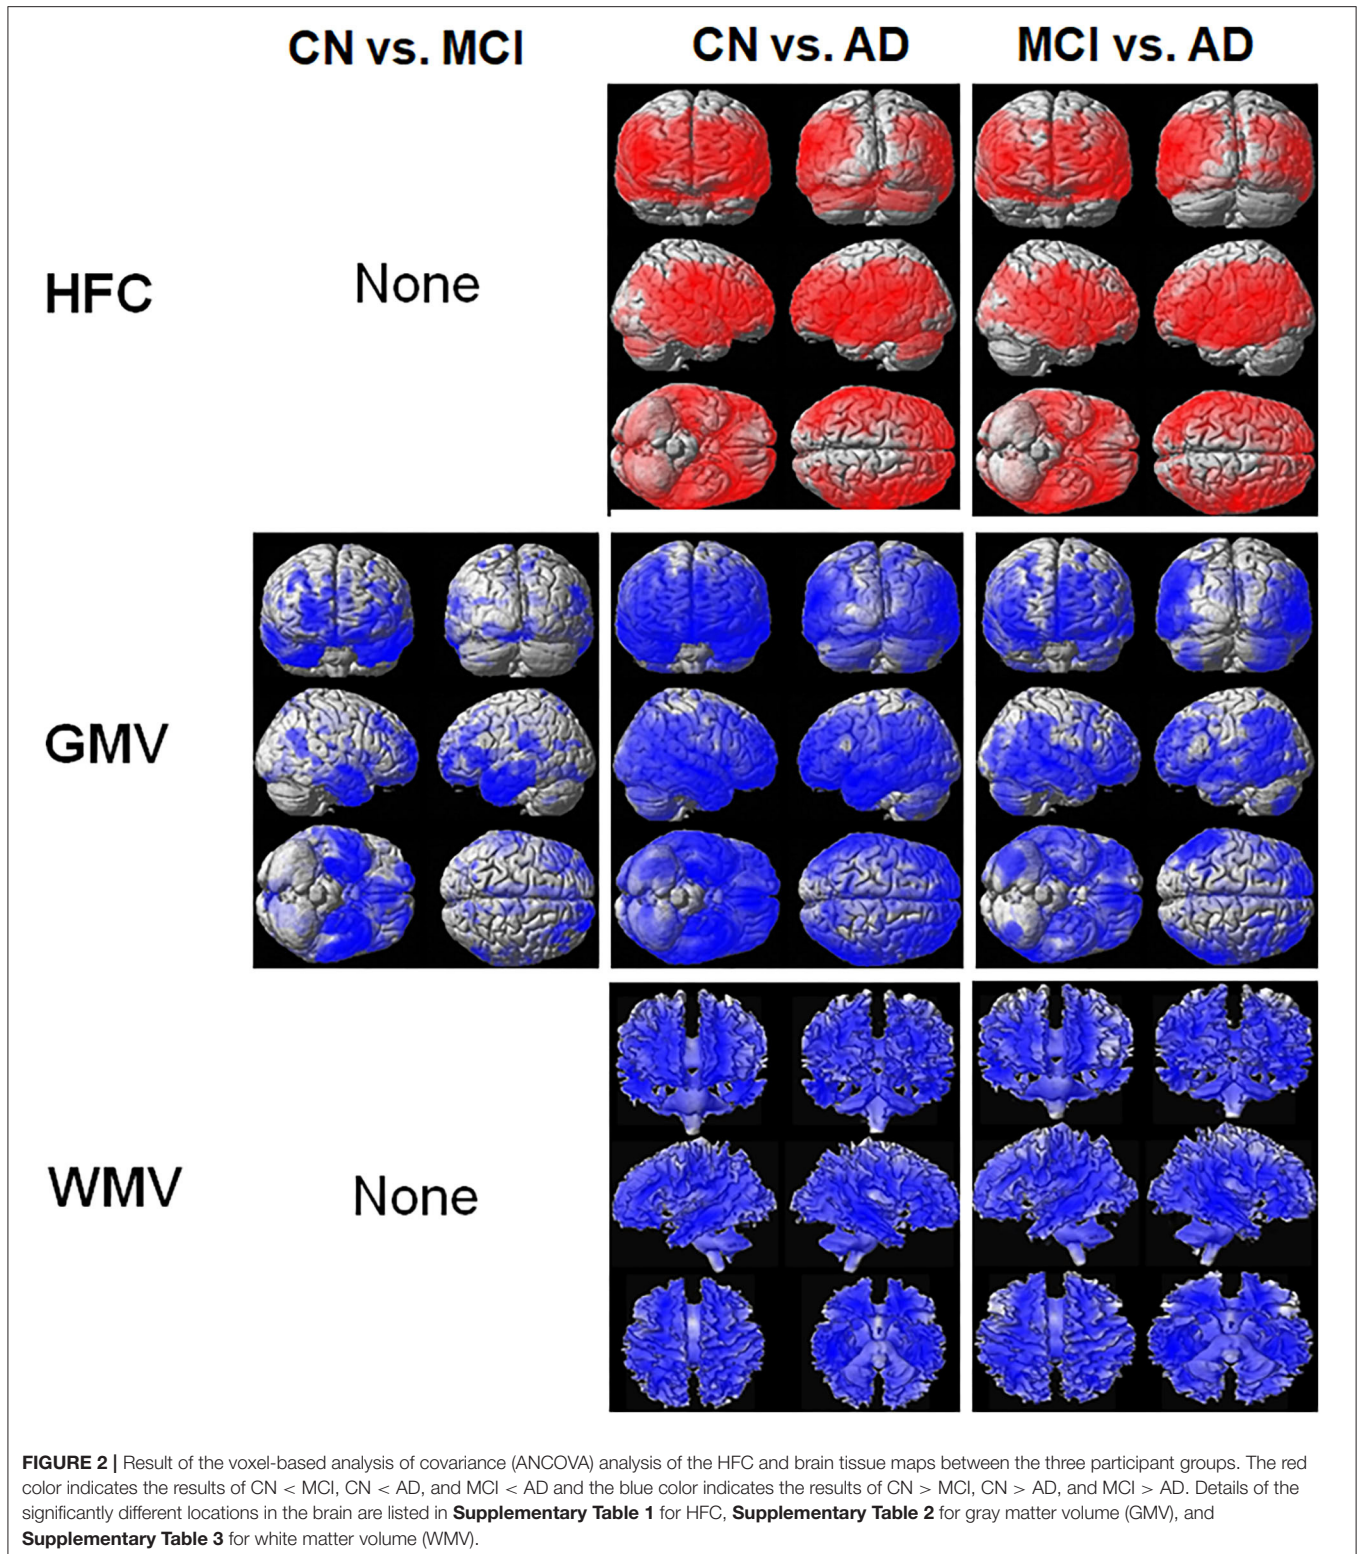 CN vs. MCI CN vs. AD MCI vs. AD
HFC None
GMV
WMV None
FIGURE 2 | Result of the voxel-based analysis of covariance (ANCOVA) analysis of the HFC and brain tissue maps between the three participant groups. The red
color indicates the results of CN < MCI, CN < AD, and MCI < AD and the blue color indicates the results of CN > MCI, CN > AD, and MCI > AD. Details of the
significantly different locations in the brain are listed in Supplementary Table 1 for HFC, Supplementary Table 2 for gray matter volume (GMV), and
Supplementary Table 3 for white matter volume (WMV).